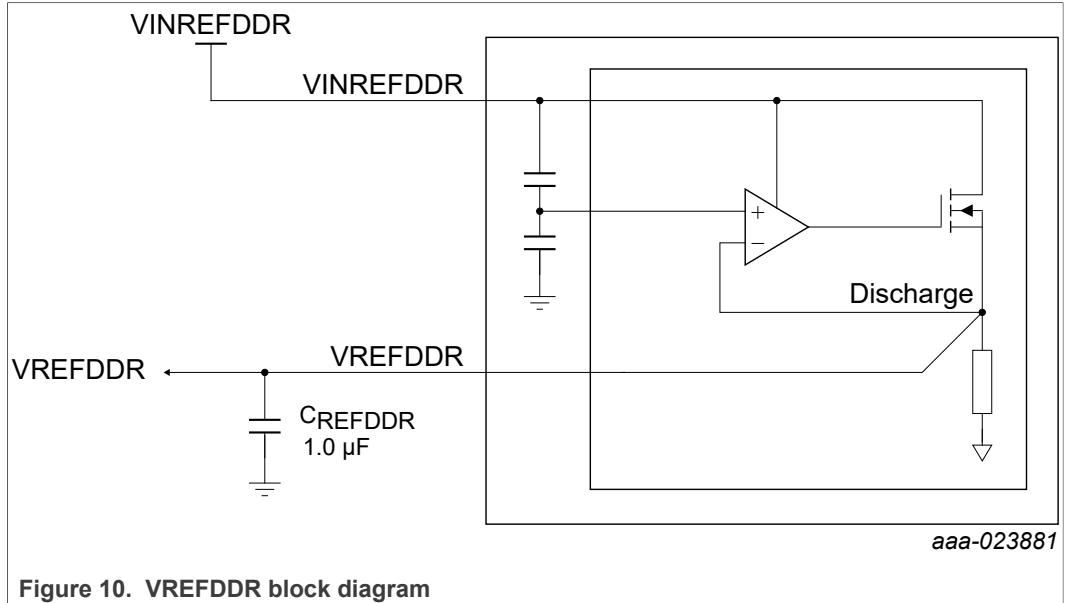 VINREFDDR
VINREFDDR
+
−
Discharge
VREFDDR
VREFDDR
CREFDDR
1.0 µF
aaa-023881
Figure 10. VREFDDR block diagram